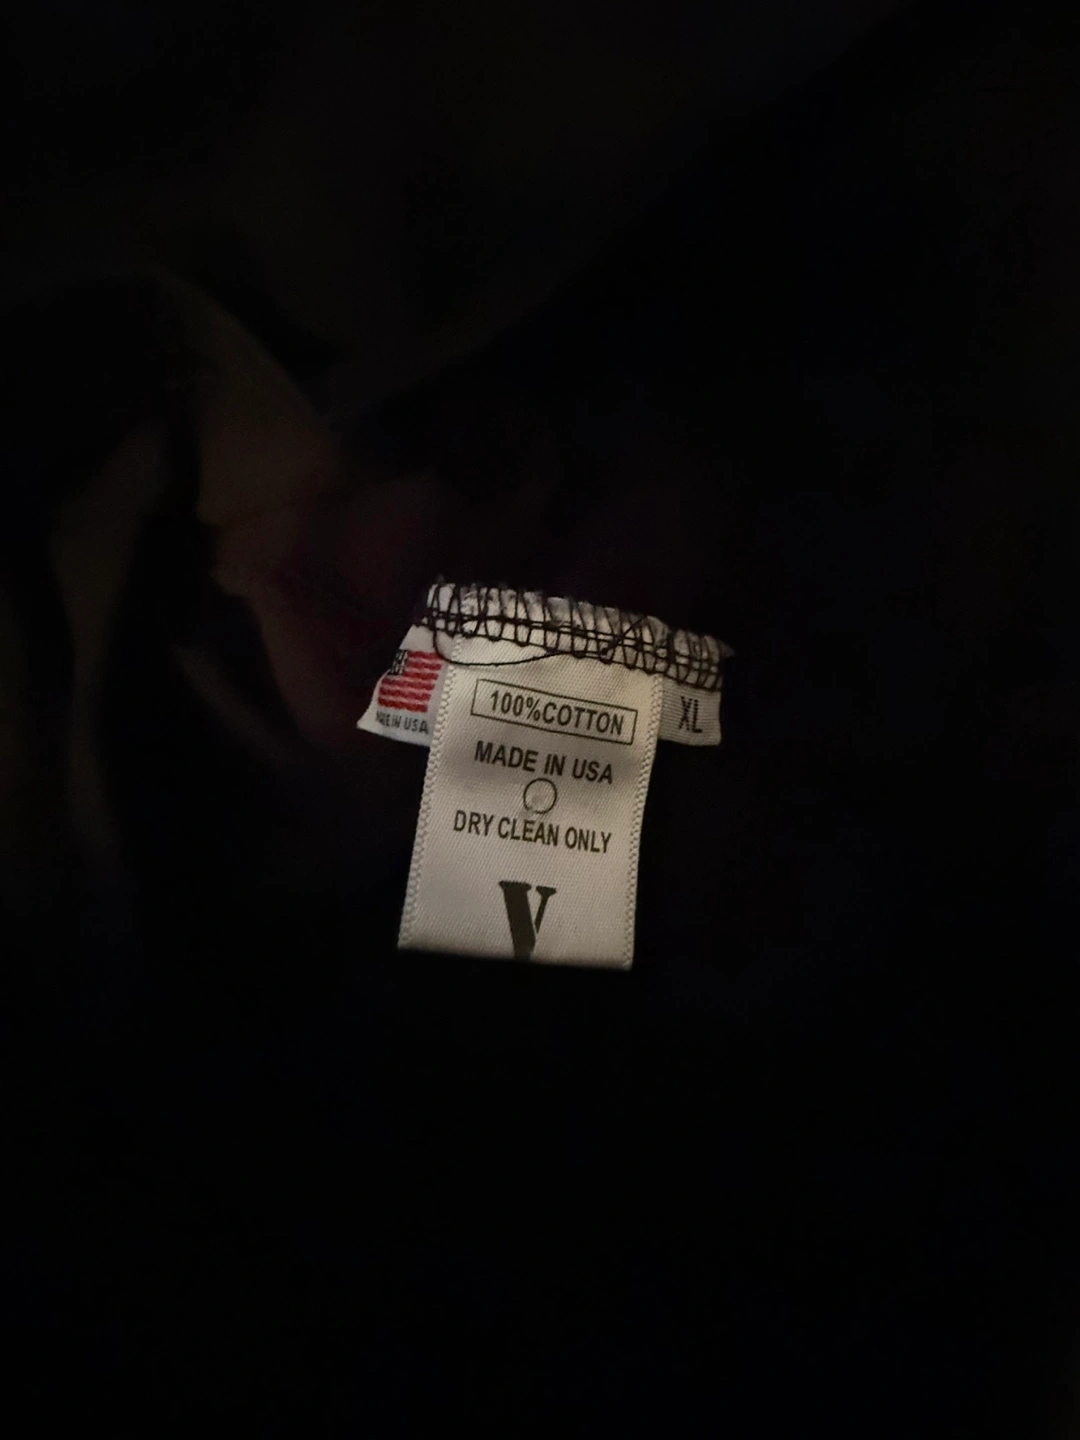 100%COTTON
MADE IN USA
DRY CLEAN ONLY
V
MADE IN USA
XL